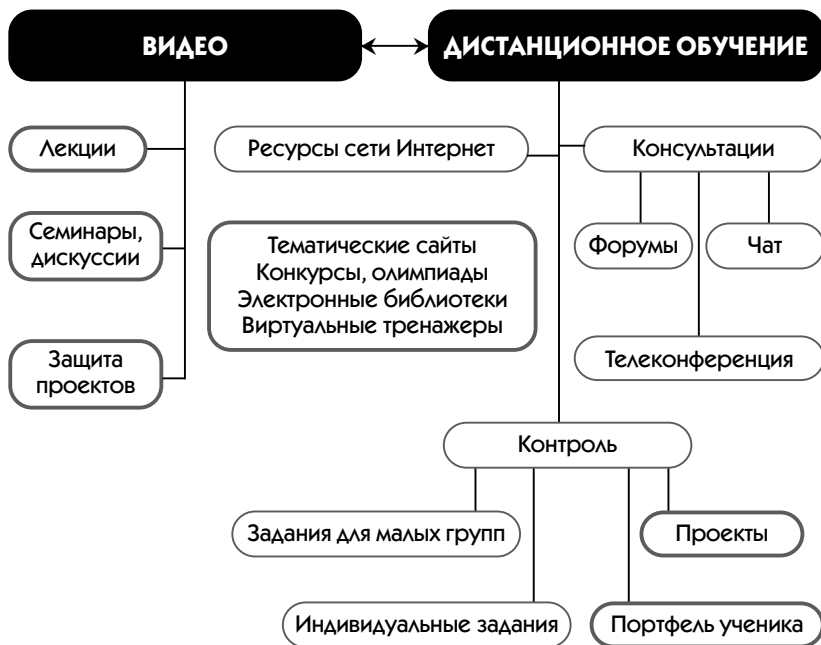 ВИДЕО
ДИСТАНЦИОННОЕ ОБУЧЕНИЕ
Лекции
Ресурсы сети Интернет
Консультации
Семинары,
дискуссии
Тематические сайты
Конкурсы, олимпиады
Электронные библиотеки
Виртуальные тренажеры
Форумы
Чат
Защита
проектов
Телеконференция
Контроль
Задания для малых групп
Проекты
Индивидуальные задания
Портфель ученика